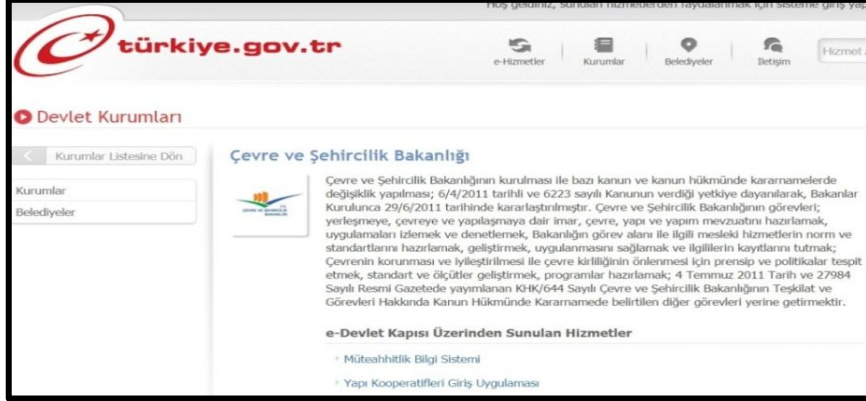 Hoş geldiniz, sunulan hizmetlerden faydalanmak için sisteme giriş yap
türkiye.gov.tr
e-Hizmetler
Kurumlar
Belediyeler
İletişim
Hizmet A
Devlet Kurumları
Kurumlar Listesine Dön
Kurumlar
Belediyeler
Çevre ve Şehircilik Bakanlığı
Çevre ve Şehircilik Bakanlığının kurulması ile bazı kanun ve kanun hükmünde kararnamelerde
değişiklik yapılması; 6/4/2011 tarihli ve 6223 sayılı Kanunun verdiği yetkiye dayanılarak, Bakanlar
Kurulunca 29/6/2011 tarihinde kararlaştırılmıştır. Çevre ve Şehircilik Bakanlığının görevleri;
yerleşmeye, çevreye ve yapılaşmaya dair imar, çevre, yapı ve yapım mevzuatını hazırlamak,
uygulamaları izlemek ve denetlemek, Bakanlığın görev alanı ile ilgili mesleki hizmetlerin norm ve
standartlarını hazırlamak, geliştirmek, uygulanmasını sağlamak ve ilgililerin kayıtlarını tutmak;
Çevrenin korunması ve iyileştirilmesi ile çevre kirliliğinin önlenmesi için prensip ve politikalar tespit
etmek, standart ve ölçütler geliştirmek, programlar hazırlamak; 4 Temmuz 2011 Tarih ve 27984
Sayılı Resmi Gazetede yayımlanan KHK/644 Sayılı Çevre ve Şehircilik Bakanlığının Teşkilat ve
Görevleri Hakkında Kanun Hükmünde Kararnamede belirtilen diğer görevleri yerine getirmektir.
e-Devlet Kapısı Üzerinden Sunulan Hizmetler
Müteahhitlik Bilgi Sistemi
Yapı Kooperatifleri Giriş Uygulaması